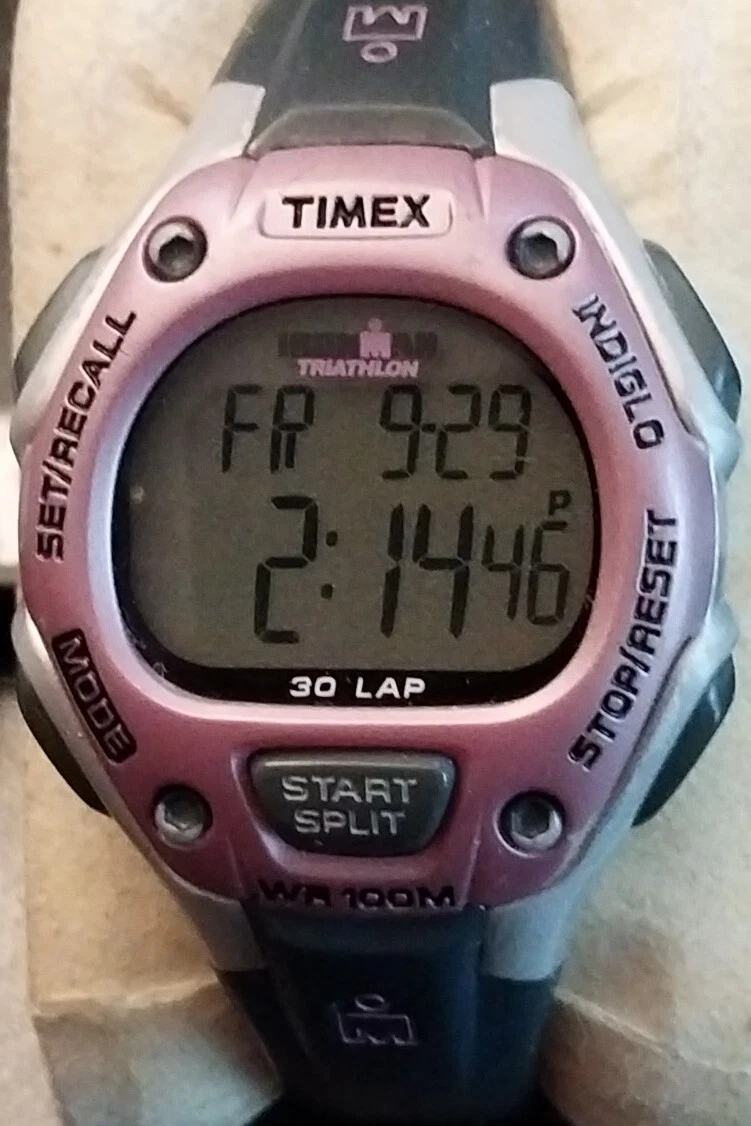 TIMEX
SET/RECALL
INDIGLO
IRONMAN
TRIATHLON
FR 9-29
P
2:14 46
MODE
STOP/RESET
30 LAP
START
SPLIT
WR 100M